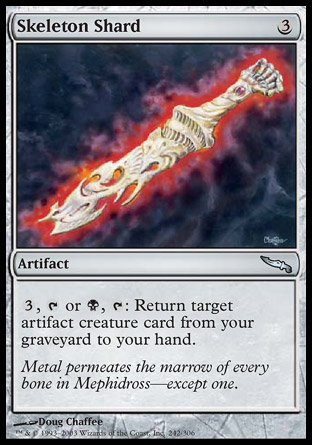 Skeleton Shard 3
Chaffee
Artifact
3, or , : Return target
artifact creature card from your
graveyard to your hand.
Metal permeates the marrow of every
bone in Mephidross—except one.
Doug Chaffee
™ & © 1993–2003 Wizards of the Coast, Inc. 242/306